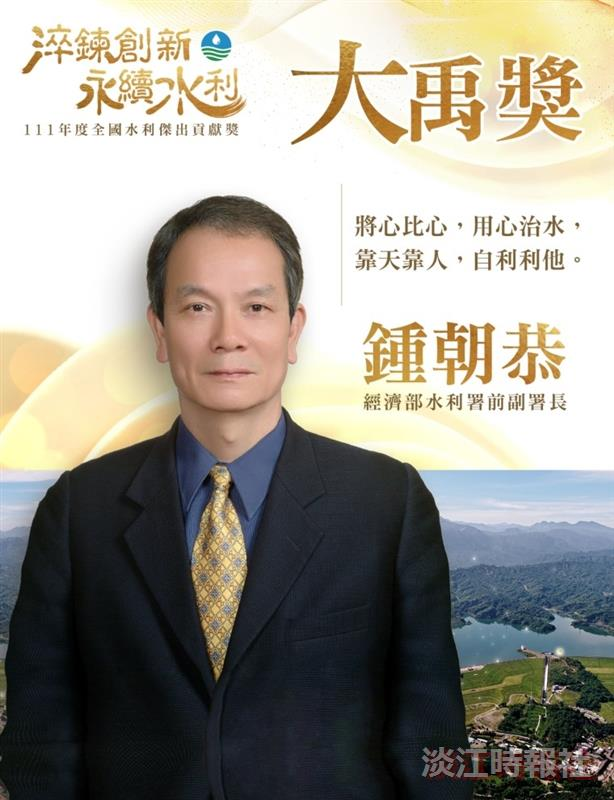 淬鍊創新
永續水利
111年度全國水利傑出貢獻獎
大禹獎
將心比心，用心治水，
靠天靠人，自利利他。
鍾朝恭
經濟部水利署前副署長
淡江時報社